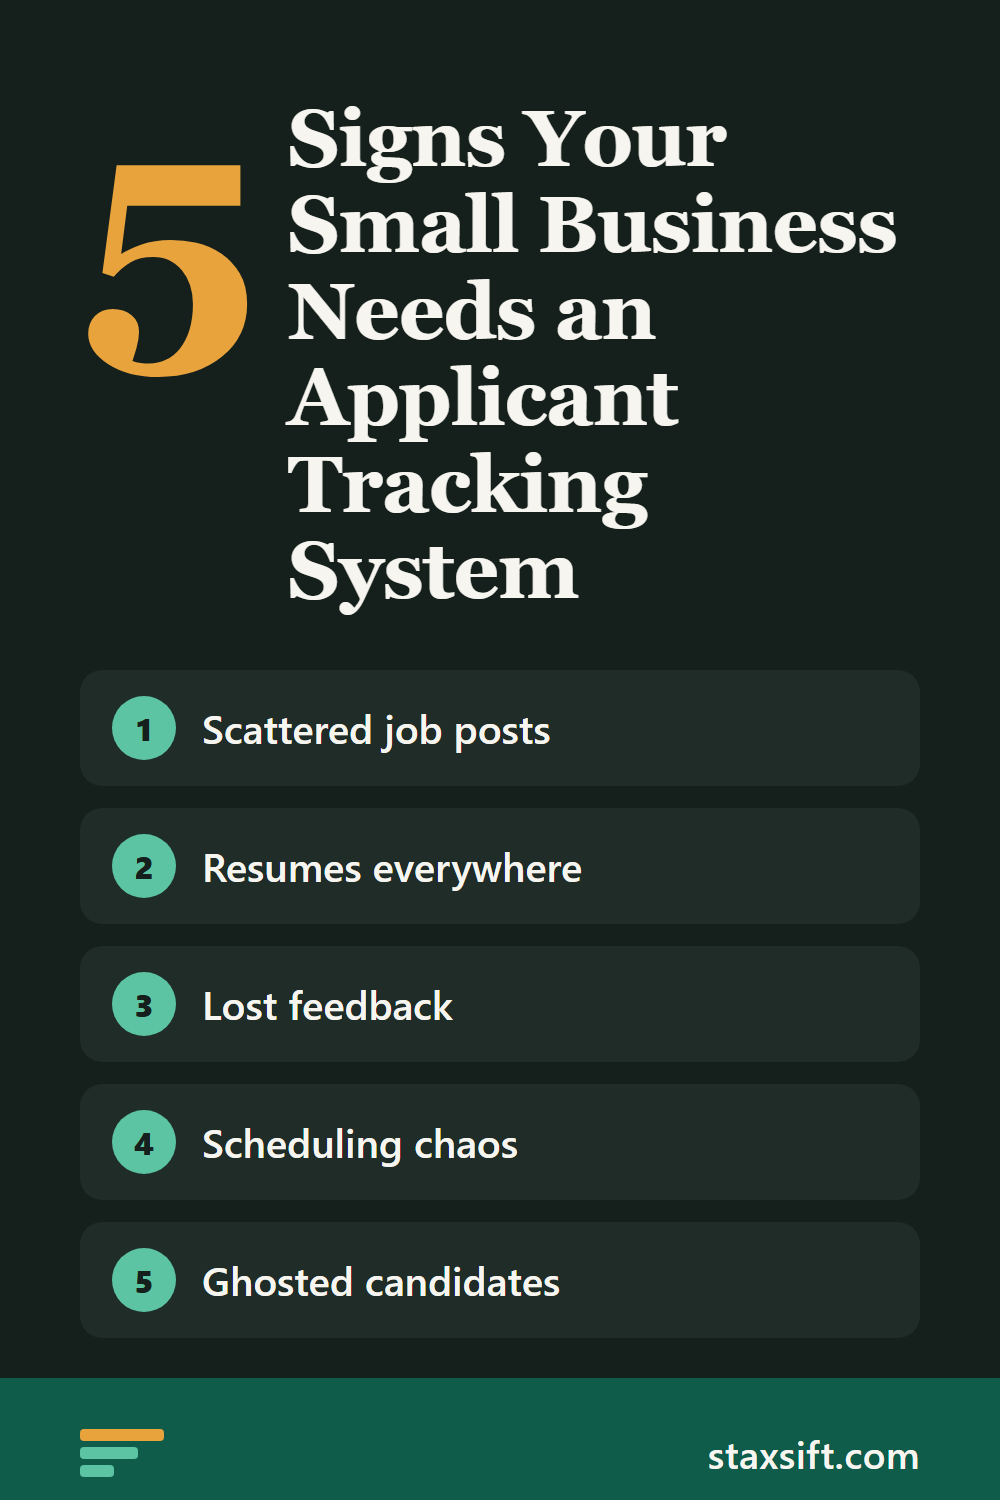 5
Signs Your
Small Business
Needs an
Applicant
Tracking
System
1 Scattered job posts
2 Resumes everywhere
3 Lost feedback
4 Scheduling chaos
5 Ghosted candidates
staxsift.com